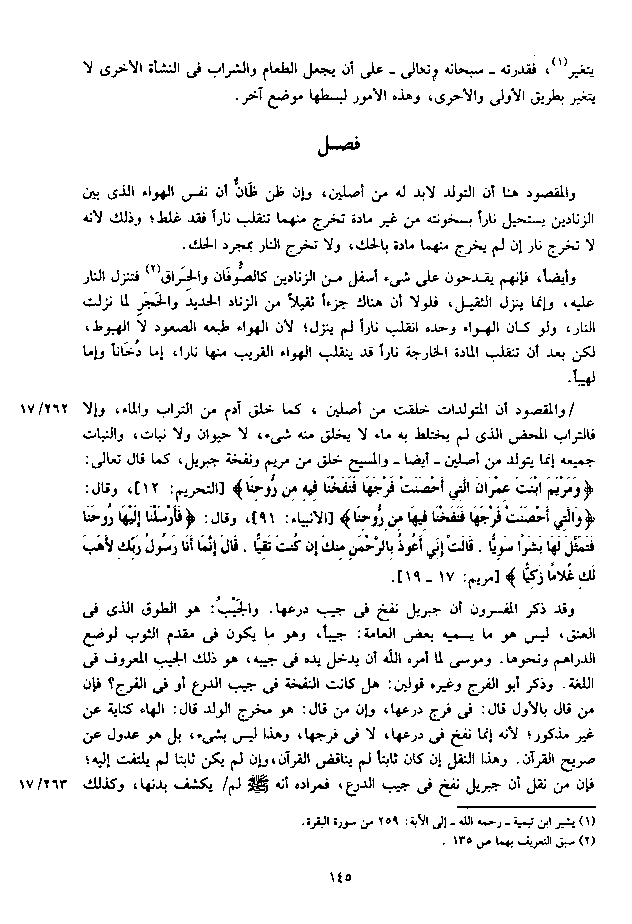 يتغير(١)، فقدرته ـ سبحانه وتعالى ـ على أن يجعل الطعام والشراب فى النشأة الأخرى لا
يتغير بطريق الأولى والأحرى، وهذه الأمور لبسطها موضع آخر.
فصـل
والمقصود هنا أن التولد لابد له من أصلين، وإن ظن ظَانٌّ أن نفس الهواء الذى بين
الزنادين يستحيل ناراً بسخونته من غير مادة تخرج منهما تنقلب ناراً فقد غلط؛ وذلك لأنه
لا تخرج نار إن لم يخرج منهما مادة بالحك، ولا تخرج النار بمجرد الحك.
وأيضاً، فإنهم يقدحون على شىء أسفل من الزنادين كالصُّوفَان والحِراق(٢) فتنزل النار
عليه، وإنما ينزل الثقيل، فلولا أن هناك جزءاً ثقيلاً من الزناد الحديد والحَجَر لما نزلت
النار، ولو كان الهواء وحده انقلب ناراً لم ينزل؛ لأن الهواء طبعه الصعود لا الهبوط،
لكن بعد أن تنقلب المادة الخارجة ناراً قد ينقلب الهواء القريب منها نارا، إما دُخَاناً وإما
لهيباً.
/ والمقصود أن المتولدات خلقت من أصلين ، كما خلق آدم من التراب والماء، وإلا ١٧/٢٦٢
فالتراب المحض الذى لم يختلط به ماء لا يخلق منه شىء، لا حيوان ولا نبات، والنبات
جميعه إنما يتولد من أصلين ـ أيضا ـ والمسيح خلق من مريم ونفخة جبريل، كما قال تعالى:
﴿ وَمَرْيَمَ ابْنَتَ عِمْرَانَ الَّتِي أَحْصَنَتْ فَرْجَهَا فَنَفَخْنَا فِيهِ مِن رُّوحِنَا ﴾ [التحريم: ١٢]، وقال:
﴿ وَالَّتِي أَحْصَنَتْ فَرْجَهَا فَنَفَخْنَا فِيهَا مِن رُّوحِنَا ﴾ [الأنبياء: ٩١]، وقال: ﴿ فَأَرْسَلْنَا إِلَيْهَا رُوحَنَا
فَتَمَثَّلَ لَهَا بَشَرًا سَوِيًّا . قَالَتْ إِنِّي أَعُوذُ بِالرَّحْمَنِ مِنكَ إِن كُنتَ تَقِيًّا . قَالَ إِنَّمَا أَنَا رَسُولُ رَبِّكِ لأَهَبَ
لَكِ غُلامًا زَكِيًّا ﴾ [مريم: ١٧ ـ ١٩].
وقد ذكر المفسرون أن جبريل نفخ فى جيب درعها. والجَيْبُ: هو الطوق الذى فى
العنق، ليس هو ما يسميه بعض العامة: جيباً، وهو ما يكون فى مقدم الثوب لوضع
الدراهم ونحوها. وموسى لما أمره الله أن يدخل يده فى جيبه، هو ذلك الجيب المعروف فى
اللغة. وذكر أبو الفرج وغيره قولين: هل كانت النفخة فى جيب الدرع أو فى الفرج؟ فإن
من قال بالأول قال: فى فرج درعها، وإن من قال: هو مخرج الولد قال: الهاء كناية عن
غير مذكور؛ لأنه إنما نفخ فى درعها، لا فى فرجها، وهذا ليس بشىء، بل هو عدول عن
صريح القرآن. وهذا النقل إن كان ثابتاً لم يناقض القرآن، وإن لم يكن ثابتا لم يلتفت إليه؛
فإن من نقل أن جبريل نفخ فى جيب الدرع، فمراده أنه ﷺ لم/ يكشف بدنها، وكذلك ١٧/٢٦٣
(١) يشير ابن تيمية ـ رحمه الله ـ إلى الآية: ٢٥٩ من سورة البقرة.
(٢) سبق التعريف بهما ص ١٣٥ .
١٤٥